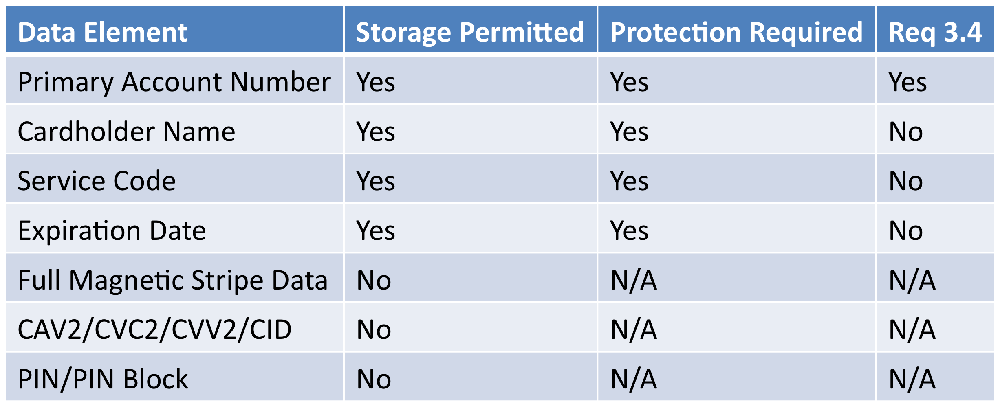 Data Element Storage Permitted Protection Required Req 3.4
Primary Account Number Yes Yes Yes
Cardholder Name Yes Yes No
Service Code Yes Yes No
Expiration Date Yes Yes No
Full Magnetic Stripe Data No N/A N/A
CAV2/CVC2/CVV2/CID No N/A N/A
PIN/PIN Block No N/A N/A